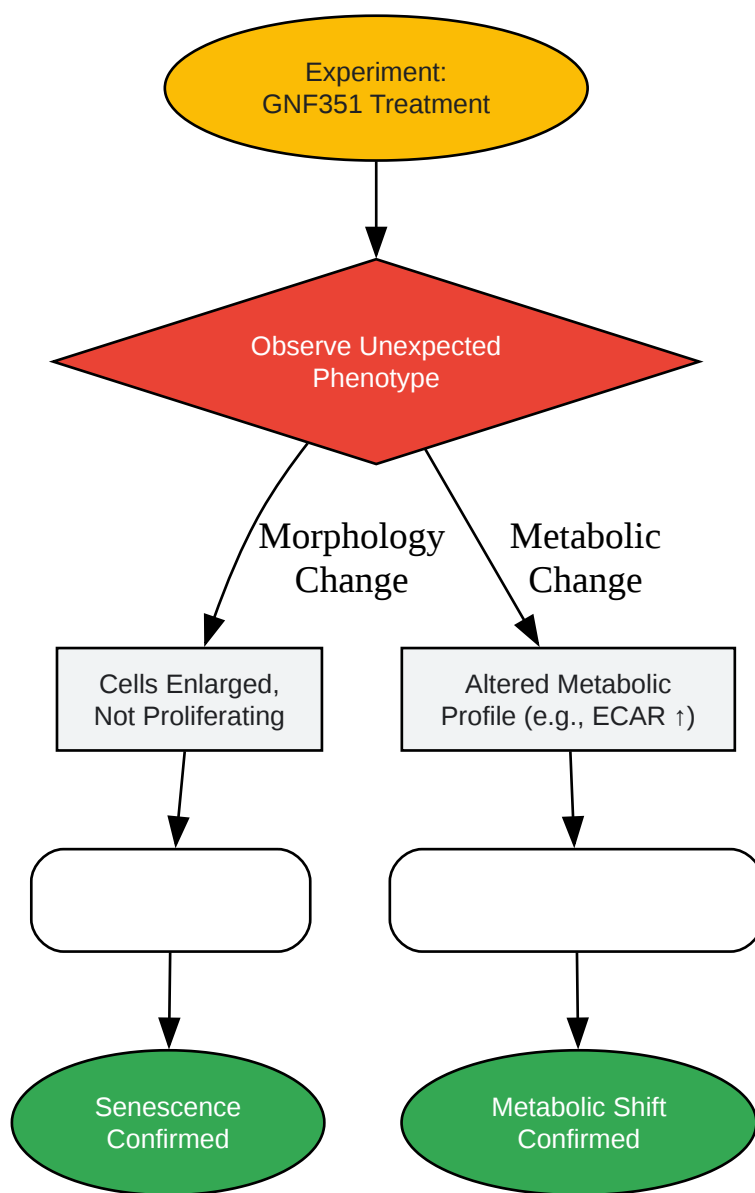 Experiment:
GNF351 Treatment
Observe Unexpected
Phenotype
Morphology
Change
Metabolic
Change
Cells Enlarged,
Not Proliferating
Altered Metabolic
Profile (e.g., ECAR ↑)
Senescence
Confirmed
Metabolic Shift
Confirmed